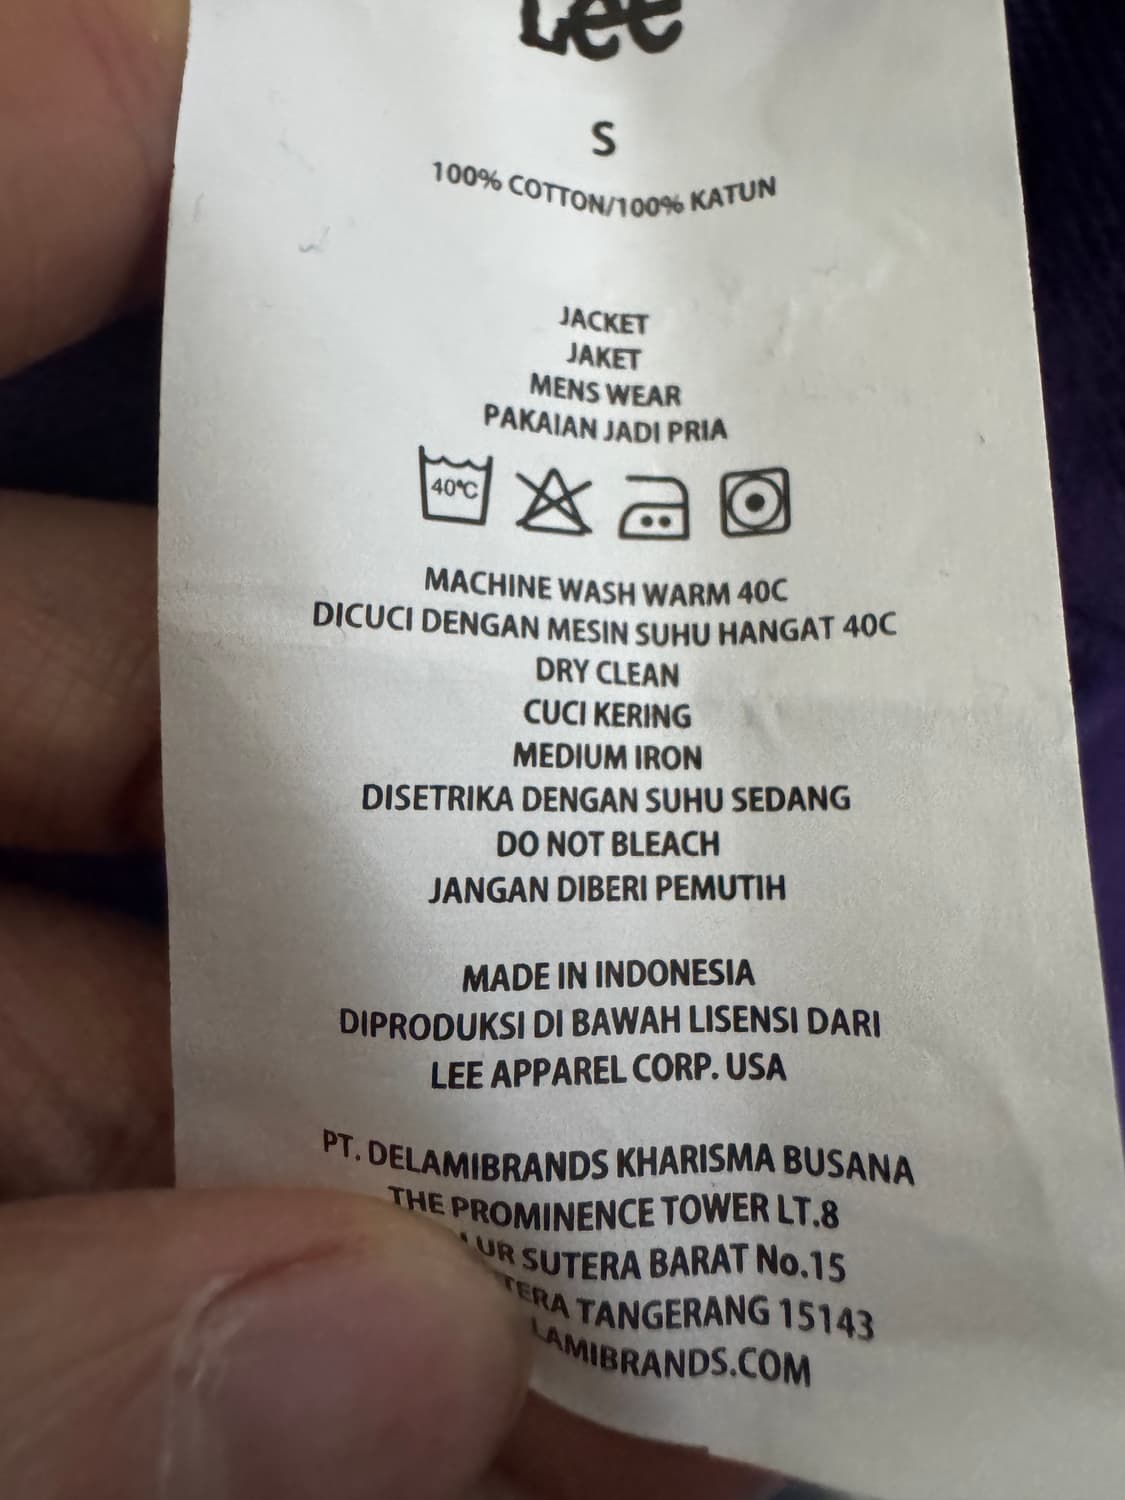 Lee
S
100% COTTON/100% KATUN
JACKET
JAKET
MENS WEAR
PAKAIAN JADI PRIA
40°C
MACHINE WASH WARM 40C
DICUCI DENGAN MESIN SUHU HANGAT 40C
DRY CLEAN
CUCI KERING
MEDIUM IRON
DISETRIKA DENGAN SUHU SEDANG
DO NOT BLEACH
JANGAN DIBERI PEMUTIH
MADE IN INDONESIA
DIPRODUKSI DI BAWAH LISENSI DARI
LEE APPAREL CORP. USA
PT. DELAMIBRANDS KHARISMA BUSANA
THE PROMINENCE TOWER LT.8
SUTERA BARAT No.15
TANGERANG 15143